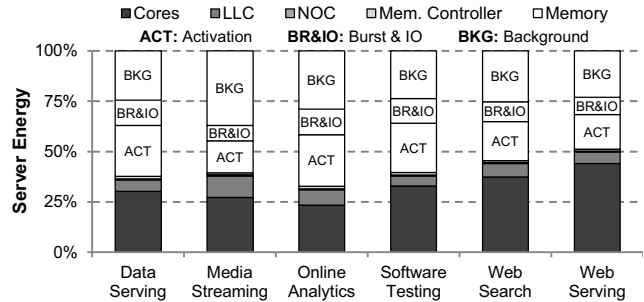 Cores LLC NOC Mem. Controller Memory
ACT: Activation BR&IO: Burst & IO BKG: Background
Server Energy
100%
75%
50%
25%
0%
BKG BKG BKG BKG BKG BKG
BR&IO BR&IO BR&IO BR&IO BR&IO BR&IO
ACT ACT ACT ACT ACT ACT
Data Media Online Software Web Web
Serving Streaming Analytics Testing Search Serving